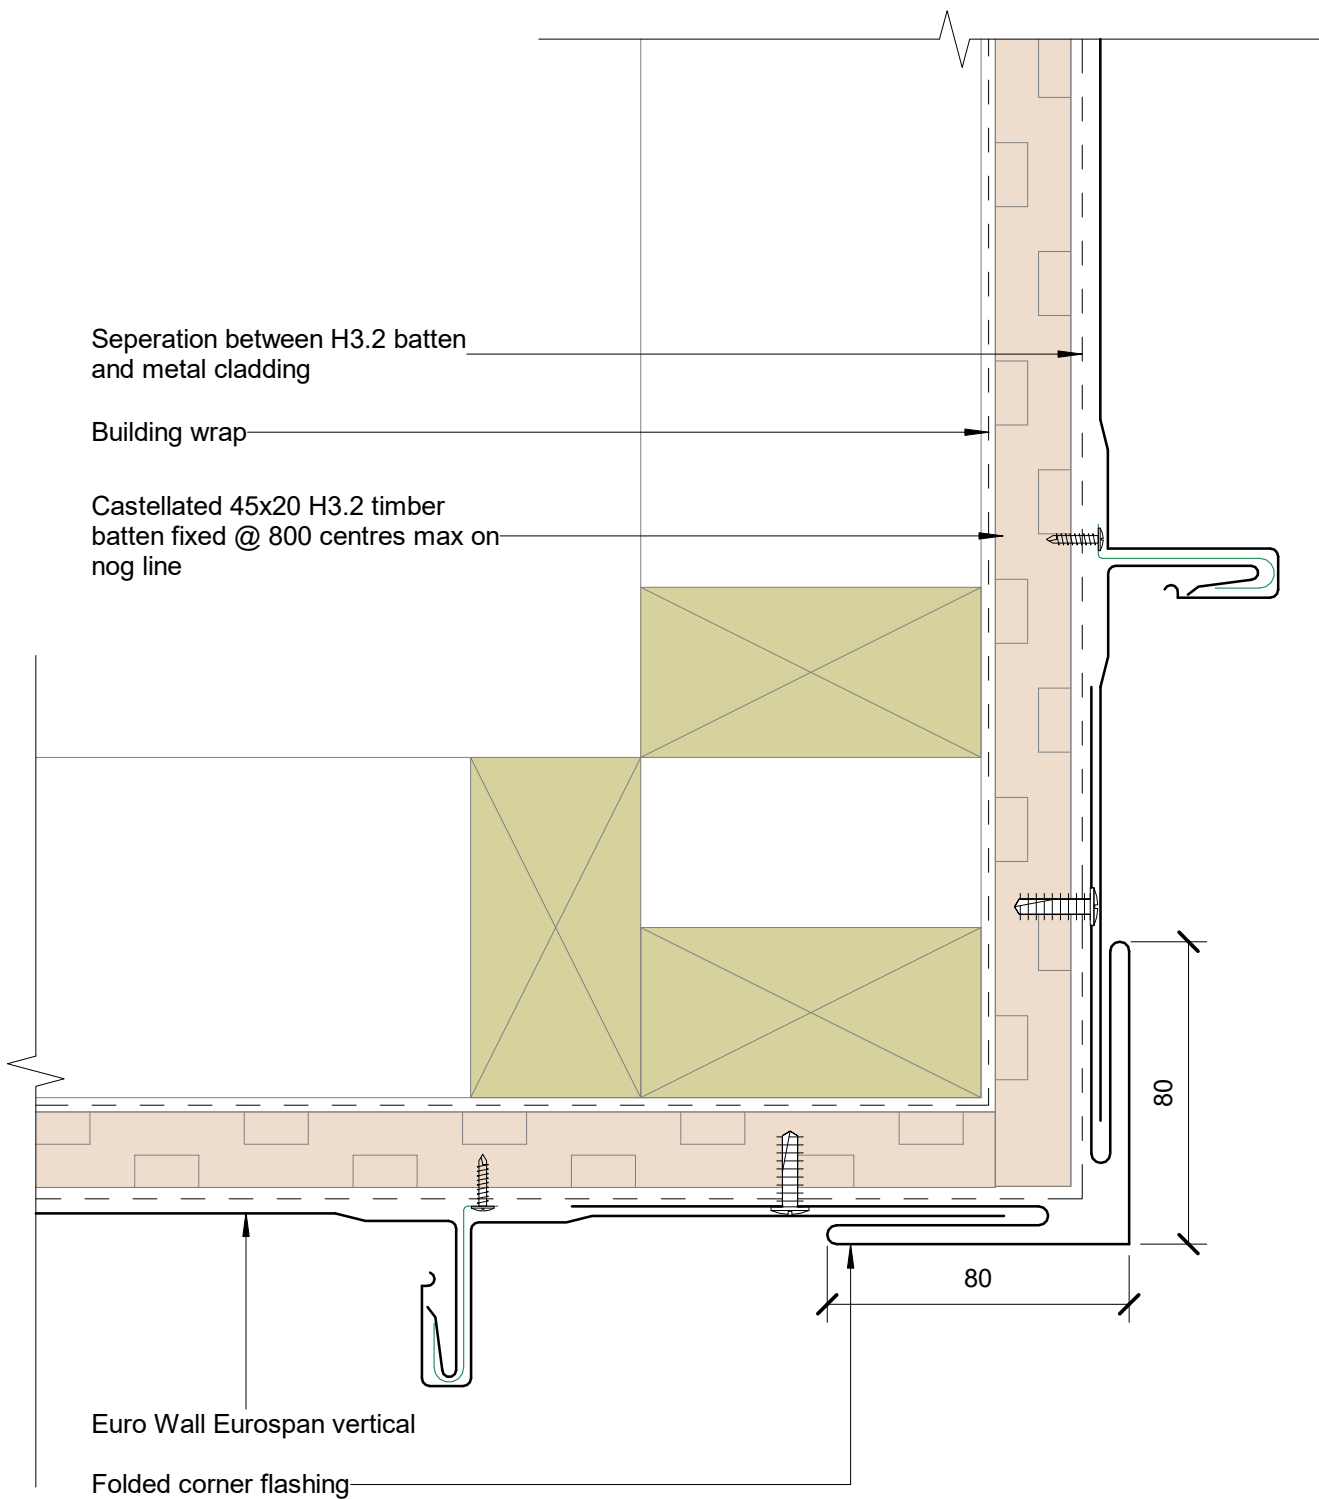 Seperation between H3.2 batten
and metal cladding
Building wrap
Castellated 45x20 H3.2 timber
batten fixed @ 800 centres max on
nog line
80
80
Euro Wall Eurospan vertical
Folded corner flashing